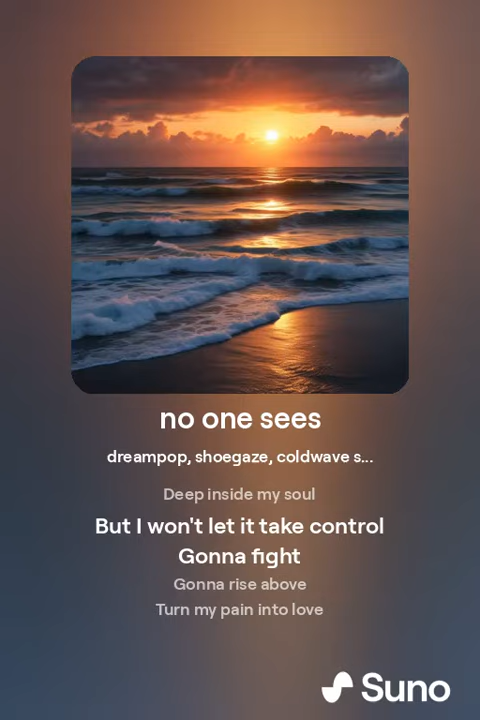 no one sees
dreampop, shoegaze, coldwave s...
Deep inside my soul
But I won't let it take control
Gonna fight
Gonna rise above
Turn my pain into love
Suno